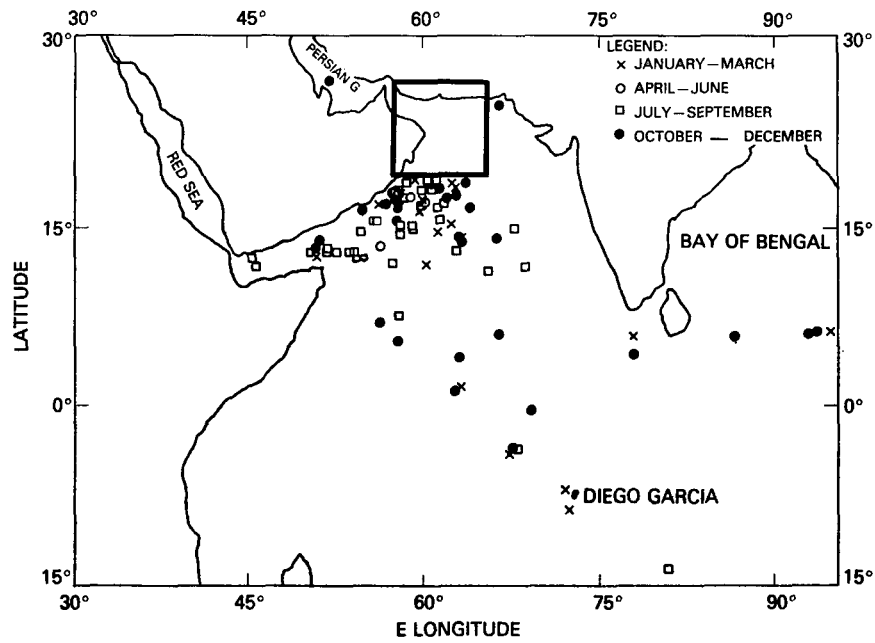 30° 45° 60° 75° 90°
30° 30°
LEGEND:
× JANUARY–MARCH
○ APRIL–JUNE
□ JULY–SEPTEMBER
● OCTOBER — DECEMBER
PERSIAN G
RED SEA
15° 15°
BAY OF BENGAL
LATITUDE
0° 0°
DIEGO GARCIA
15° 15°
30° 45° 60° 75° 90°
E LONGITUDE